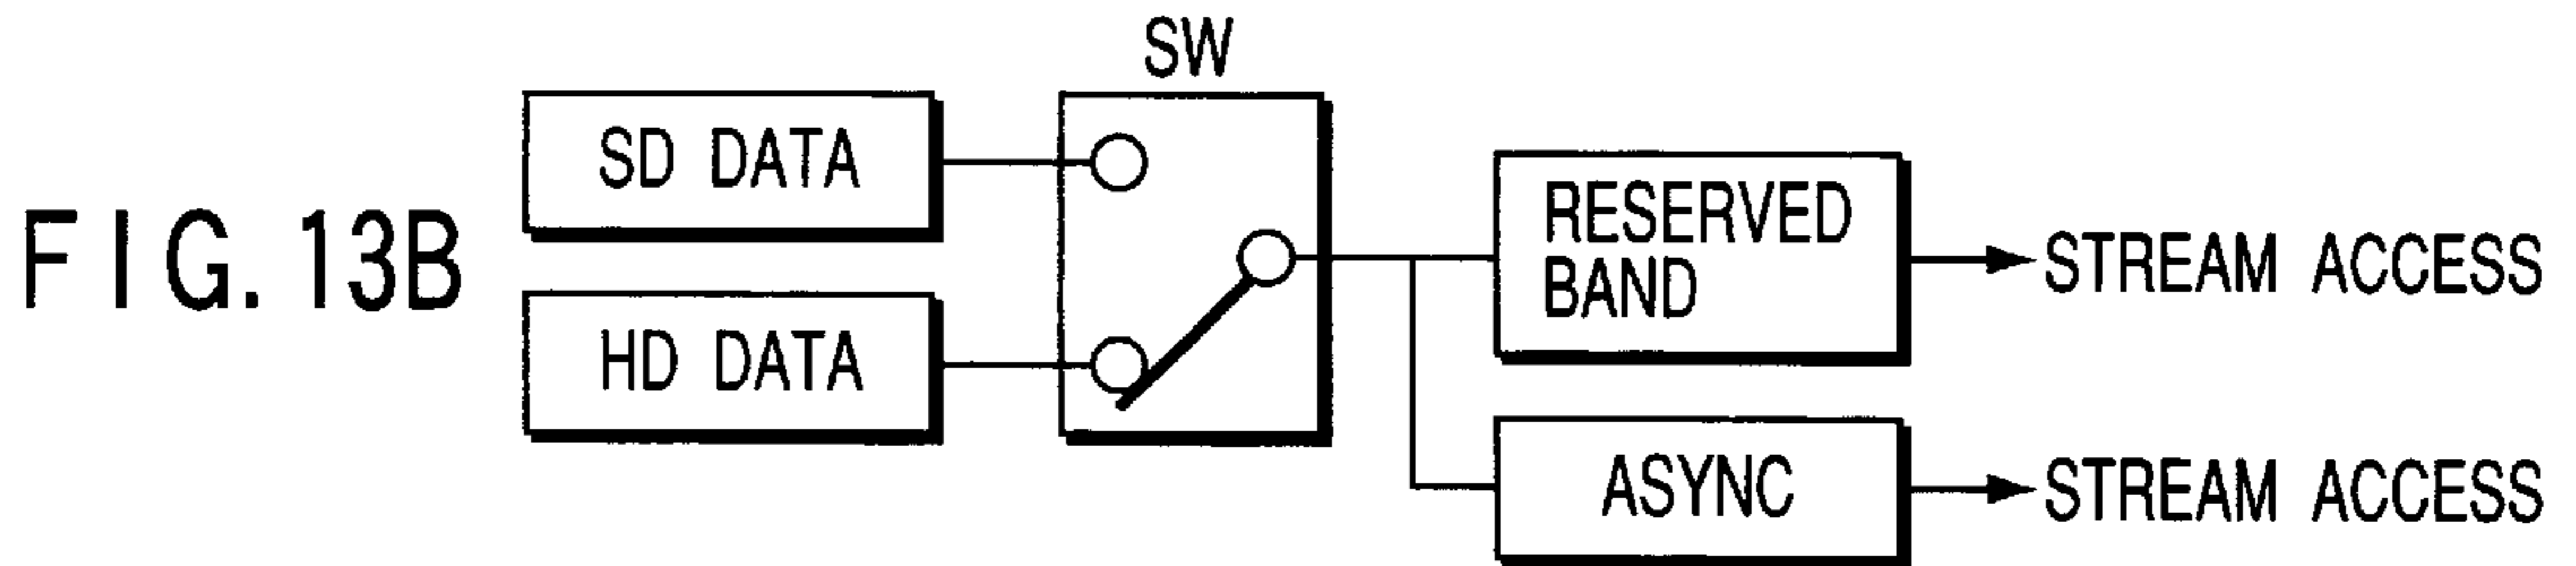 FIG. 13B
SW
SD DATA
HD DATA
RESERVED
BAND
STREAM ACCESS
ASYNC
STREAM ACCESS